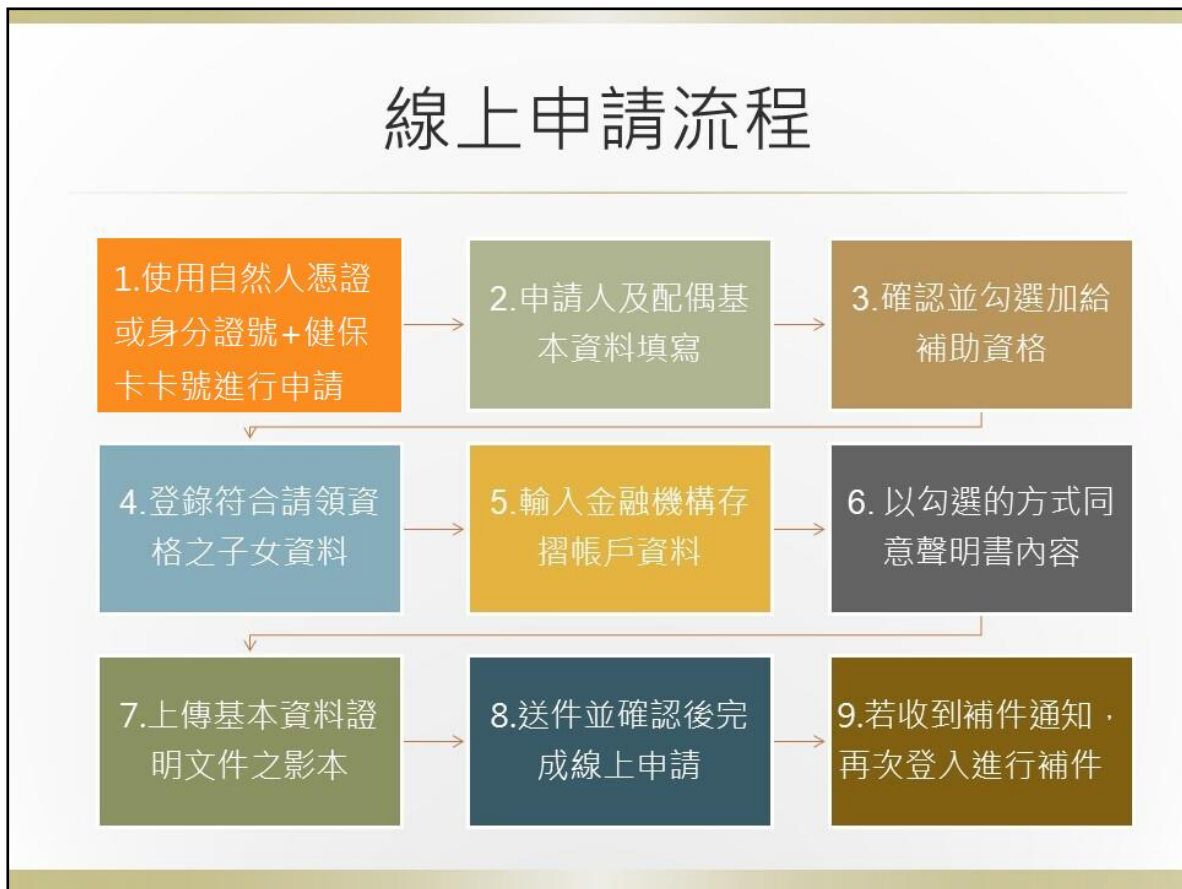 線上申請流程
1.使用自然人憑證
或身分證號+健保
卡卡號進行申請
2.申請人及配偶基
本資料填寫
3.確認並勾選加給
補助資格
4.登錄符合請領資
格之子女資料
5.輸入金融機構存
摺帳戶資料
6. 以勾選的方式同
意聲明書內容
7.上傳基本資料證
明文件之影本
8.送件並確認後完
成線上申請
9.若收到補件通知，
再次登入進行補件